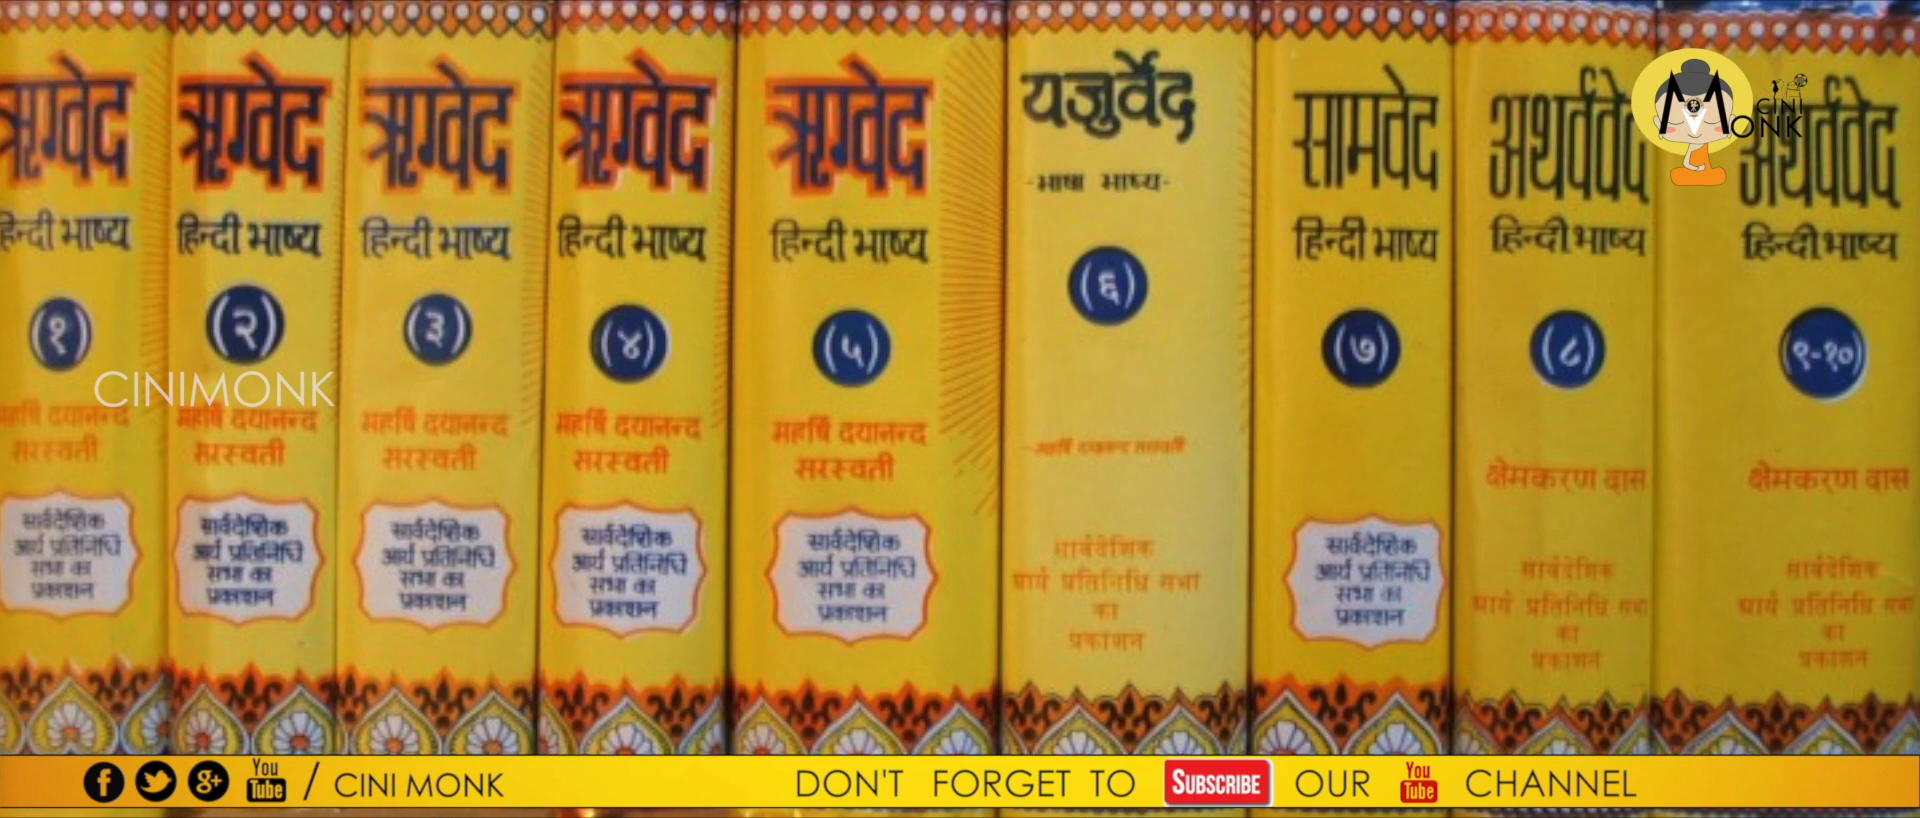 ऋग्वेद
हिन्दी भाष्य
(१)
महर्षि दयानन्द
सरस्वती
सार्वदेशिक
आर्य प्रतिनिधि
सभा का
प्रकाशन
ऋग्वेद
हिन्दी भाष्य
(२)
महर्षि दयानन्द
सरस्वती
सार्वदेशिक
आर्य प्रतिनिधि
सभा का
प्रकाशन
ऋग्वेद
हिन्दी भाष्य
(३)
महर्षि दयानन्द
सरस्वती
सार्वदेशिक
आर्य प्रतिनिधि
सभा का
प्रकाशन
ऋग्वेद
हिन्दी भाष्य
(४)
महर्षि दयानन्द
सरस्वती
सार्वदेशिक
आर्य प्रतिनिधि
सभा का
प्रकाशन
ऋग्वेद
हिन्दी भाष्य
(५)
महर्षि दयानन्द
सरस्वती
सार्वदेशिक
आर्य प्रतिनिधि
सभा का
प्रकाशन
यजुर्वेद
-भाषा भाष्य-
(६)
महर्षि दयानन्द सरस्वती
सार्वदेशिक
आर्य प्रतिनिधि सभा
का
प्रकाशन
सामवेद
हिन्दी भाष्य
(७)
सार्वदेशिक
आर्य प्रतिनिधि
सभा का
प्रकाशन
अथर्ववेद
हिन्दी भाष्य
(८)
क्षेमकरण दास
सार्वदेशिक
आर्य प्रतिनिधि सभा
का
प्रकाशन
अथर्ववेद
हिन्दी भाष्य
(९-१०)
क्षेमकरण दास
सार्वदेशिक
आर्य प्रतिनिधि सभा
का
प्रकाशन
CINI
MONK
CINIMONK
f g+ You Tube / CINI MONK
DON'T FORGET TO SUBSCRIBE OUR You Tube CHANNEL